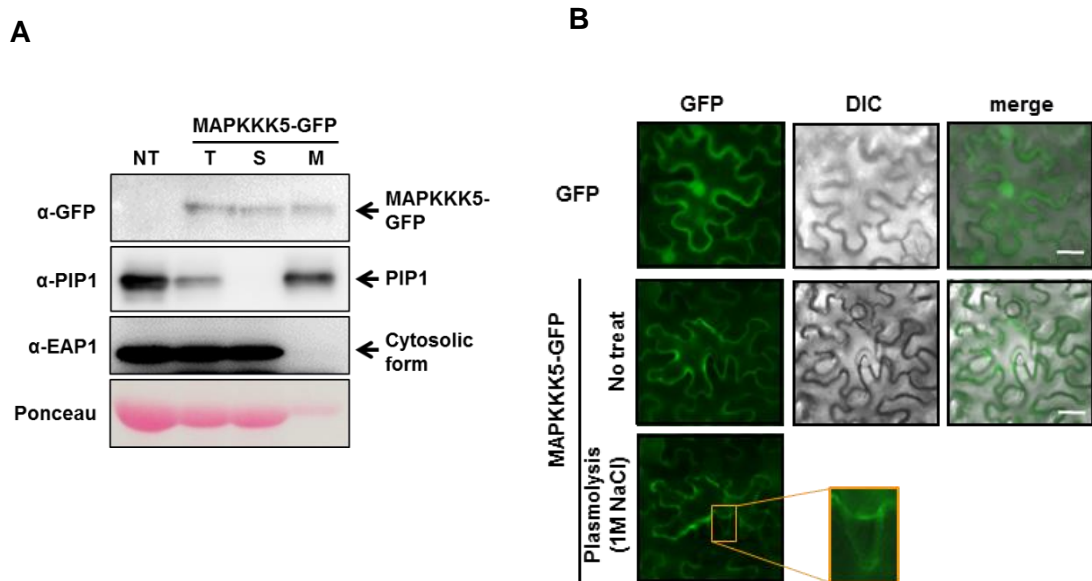 A
MAPKKK5-GFP
NT T S M
α-GFP
MAPKKK5-
GFP
α-PIP1
PIP1
α-EAP1
Cytosolic
form
Ponceau
B
GFP DIC merge
GFP
MAPKKK5-GFP
No treat
Plasmolysis
(1M NaCl)